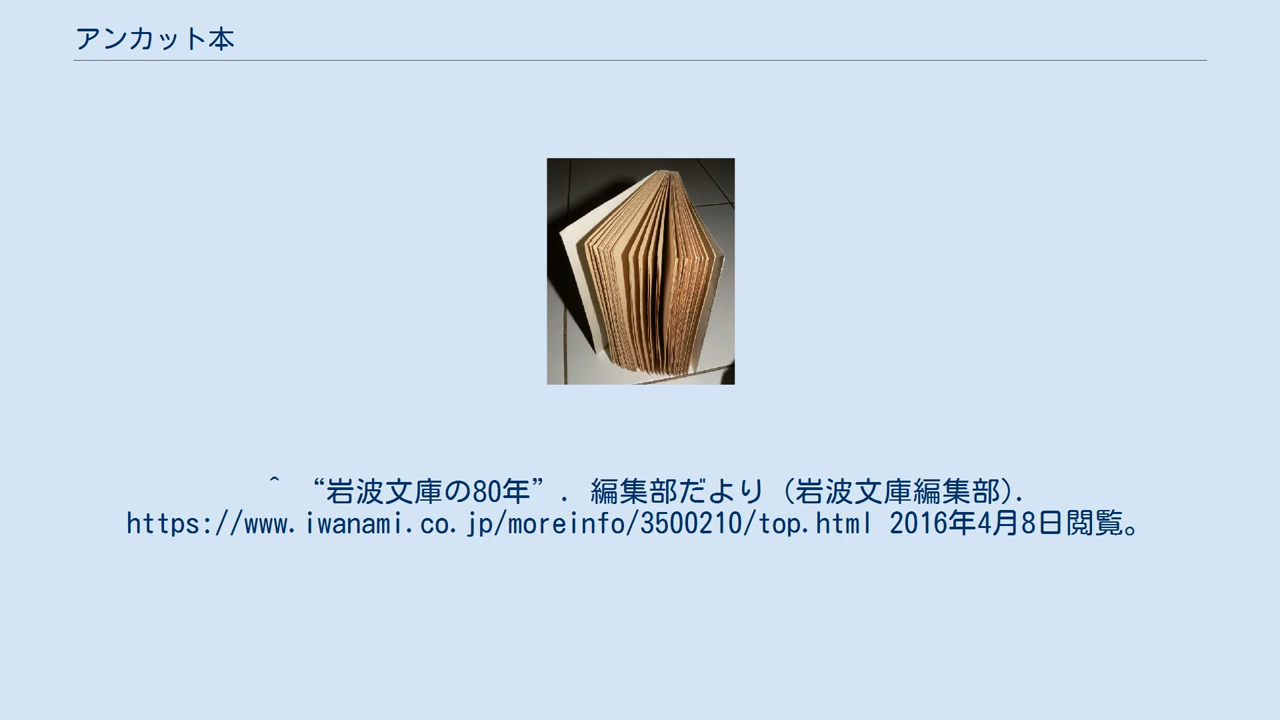 アンカット本
^ “岩波文庫の80年”. 編集部だより (岩波文庫編集部).
https://www.iwanami.co.jp/moreinfo/3500210/top.html 2016年4月8日閲覧。